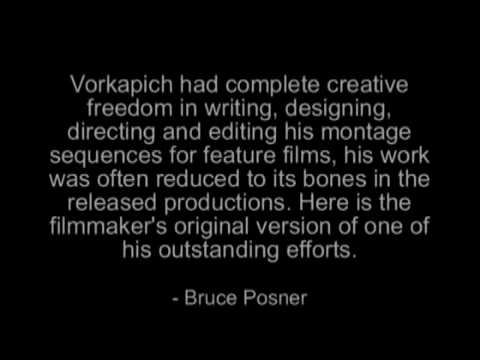 Vorkapich had complete creative
freedom in writing, designing,
directing and editing his montage
sequences for feature films, his work
was often reduced to its bones in the
released productions. Here is the
filmmaker's original version of one of
his outstanding efforts.
- Bruce Posner